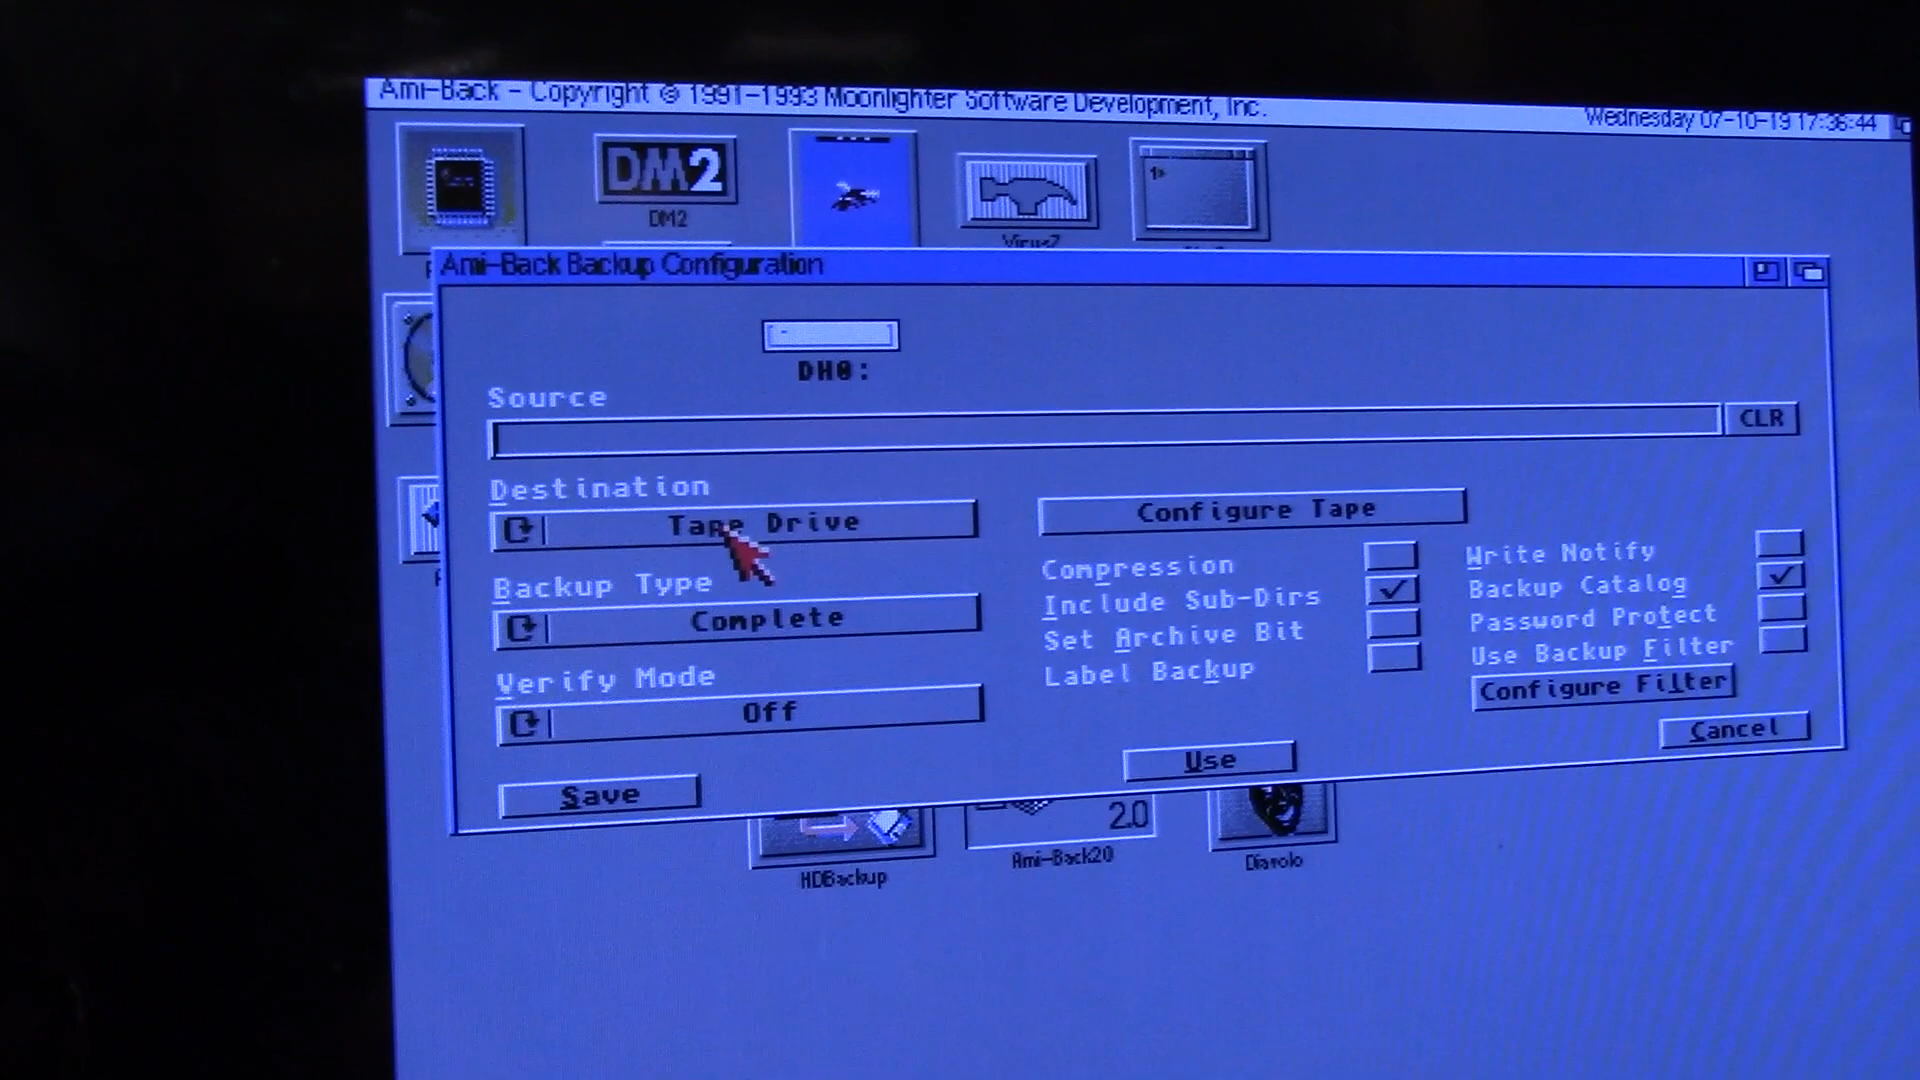 Ami-Back - Copyright © 1991-1993 Moonlighter Software Development, Inc.
Wednesday 07-10-19 17:36:44
DM2
DM2
VirusZ
1>
Ami-Back Backup Configuration
DH0:
Source
CLR
Destination
Tape Drive
Configure Tape
Backup Type
Complete
Compression
Include Sub-Dirs
Set Archive Bit
Label Backup
Write Notify
Backup Catalog
Password Protect
Use Backup Filter
Configure Filter
Verify Mode
Off
Save
Use
Cancel
2.0
HDBackup
Ami-Back20
Diavolo